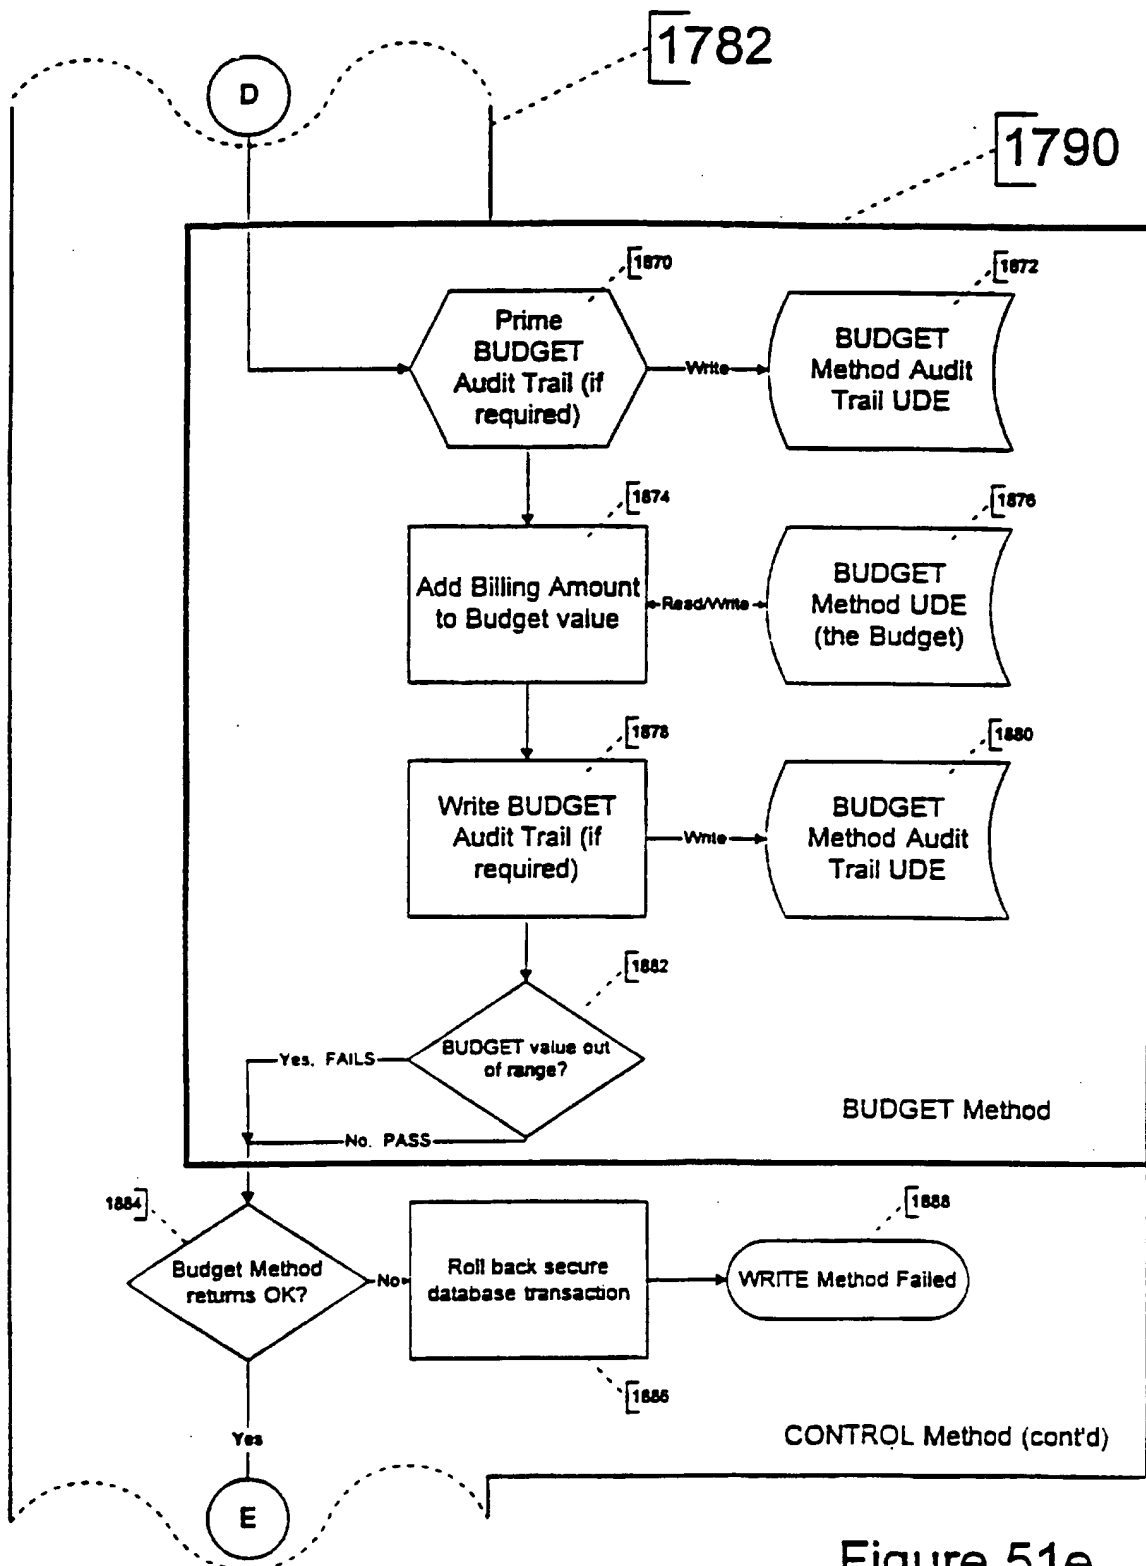 1782
D
1790
1870
1872
Prime
BUDGET
Audit Trail (if
required)
Write
BUDGET
Method Audit
Trail UDE
1874
1876
Add Billing Amount
to Budget value
Read/Write
BUDGET
Method UDE
(the Budget)
1878
1880
Write BUDGET
Audit Trail (if
required)
Write
BUDGET
Method Audit
Trail UDE
1882
BUDGET value out
of range?
Yes, FAILS
No, PASS
BUDGET Method
1884
Budget Method
returns OK?
No
Roll back secure
database transaction
1888
WRITE Method Failed
1886
Yes
CONTROL Method (cont'd)
E
Figure 51e